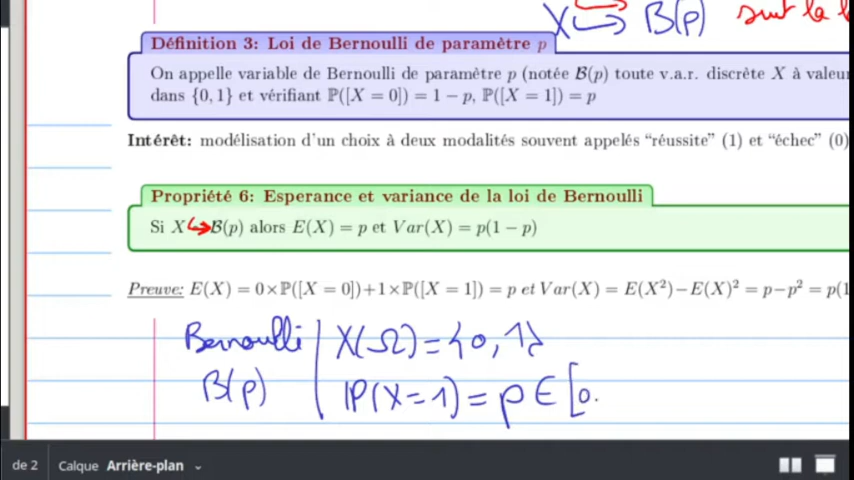 X ↪ B(p) suit la l
Définition 3: Loi de Bernoulli de paramètre p
On appelle variable de Bernoulli de paramètre p (notée B(p) toute v.a.r. discrète X à valeu
dans {0, 1} et vérifiant ℙ([X = 0]) = 1 − p, ℙ([X = 1]) = p
Intérêt: modélisation d'un choix à deux modalités souvent appelés “réussite” (1) et “échec” (0)
Propriété 6: Esperance et variance de la loi de Bernoulli
Si X ↪ B(p) alors E(X) = p et Var(X) = p(1 − p)
Preuve: E(X) = 0×ℙ([X = 0])+1×ℙ([X = 1]) = p et Var(X) = E(X²)−E(X)² = p−p² = p(1
Bernoulli | X(Ω) = {0, 1}
B(p) | ℙ(X=1) = p ∈ [0.
de 2 Calque Arrière-plan